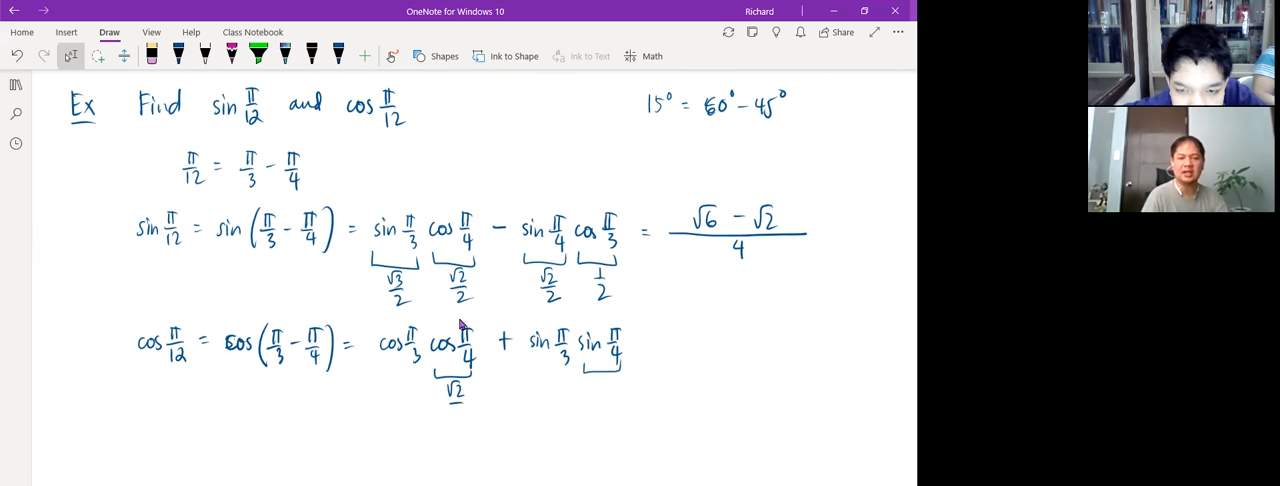 OneNote for Windows 10
Richard
Home Insert Draw View Help Class Notebook
Share
Shapes Ink to Shape Ink to Text Math
Ex Find sin π/12 and cos π/12
15° = 60° - 45°
π/12 = π/3 - π/4
sin π/12 = sin (π/3 - π/4) = sin π/3 cos π/4 - sin π/4 cos π/3 = (√6 - √2)/4
√3/2 √2/2 √2/2 1/2
cos π/12 = cos (π/3 - π/4) = cos π/3 cos π/4 + sin π/3 sin π/4
√2